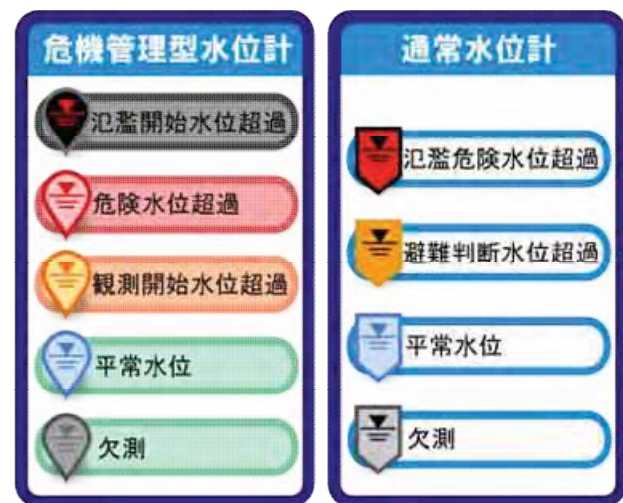 危機管理型水位計
氾濫開始水位超過
危険水位超過
観測開始水位超過
平常水位
欠測
通常水位計
氾濫危険水位超過
避難判断水位超過
平常水位
欠測